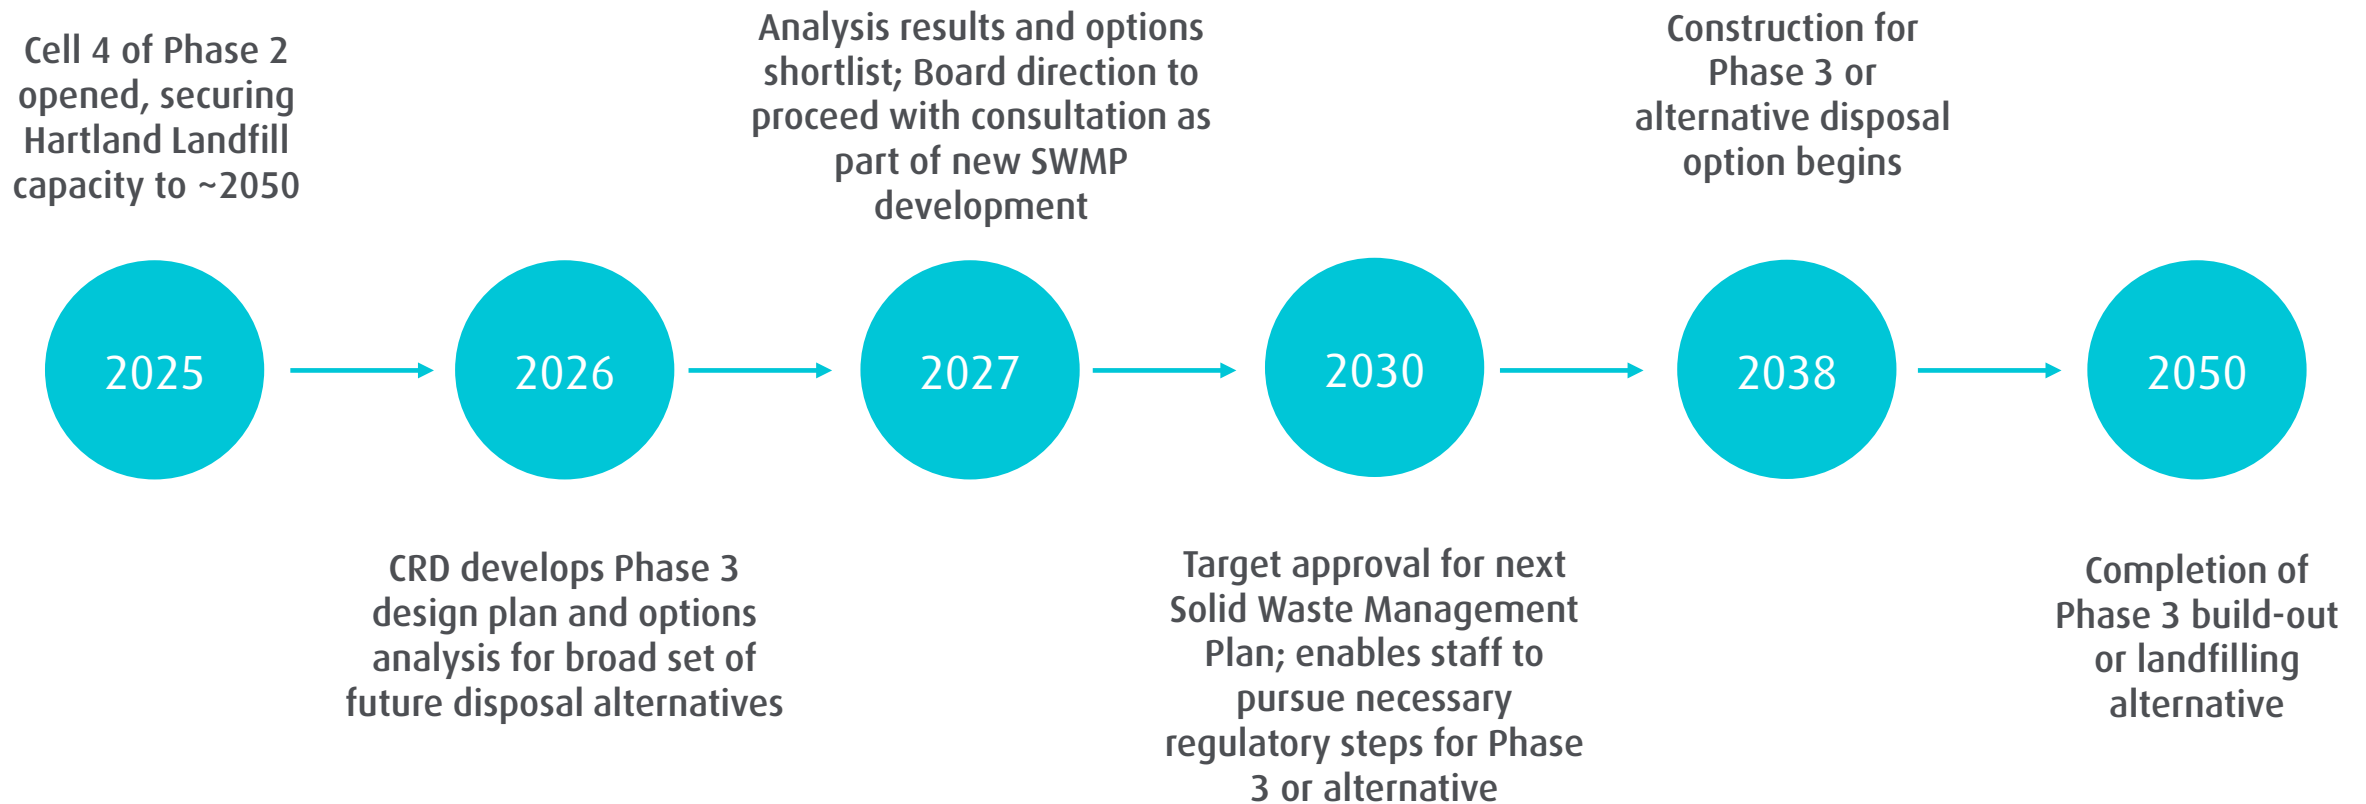 Cell 4 of Phase 2
opened, securing
Hartland Landfill
capacity to ~2050
Analysis results and options
shortlist; Board direction to
proceed with consultation as
part of new SWMP
development
Construction for
Phase 3 or
alternative disposal
option begins
2025
2026
2027
2030
2038
2050
CRD develops Phase 3
design plan and options
analysis for broad set of
future disposal alternatives
Target approval for next
Solid Waste Management
Plan; enables staff to
pursue necessary
regulatory steps for Phase
3 or alternative
Completion of
Phase 3 build-out
or landfilling
alternative